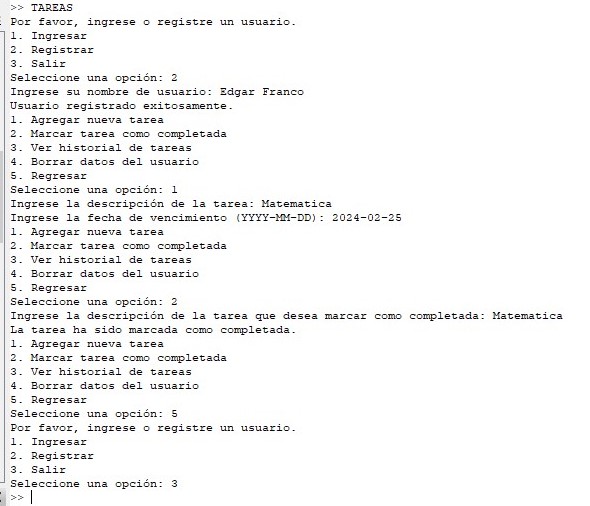 >> TAREAS
Por favor, ingrese o registre un usuario.
1. Ingresar
2. Registrar
3. Salir
Seleccione una opción: 2
Ingrese su nombre de usuario: Edgar Franco
Usuario registrado exitosamente.
1. Agregar nueva tarea
2. Marcar tarea como completada
3. Ver historial de tareas
4. Borrar datos del usuario
5. Regresar
Seleccione una opción: 1
Ingrese la descripción de la tarea: Matematica
Ingrese la fecha de vencimiento (YYYY-MM-DD): 2024-02-25
1. Agregar nueva tarea
2. Marcar tarea como completada
3. Ver historial de tareas
4. Borrar datos del usuario
5. Regresar
Seleccione una opción: 2
Ingrese la descripción de la tarea que desea marcar como completada: Matematica
La tarea ha sido marcada como completada.
1. Agregar nueva tarea
2. Marcar tarea como completada
3. Ver historial de tareas
4. Borrar datos del usuario
5. Regresar
Seleccione una opción: 5
Por favor, ingrese o registre un usuario.
1. Ingresar
2. Registrar
3. Salir
Seleccione una opción: 3
>>